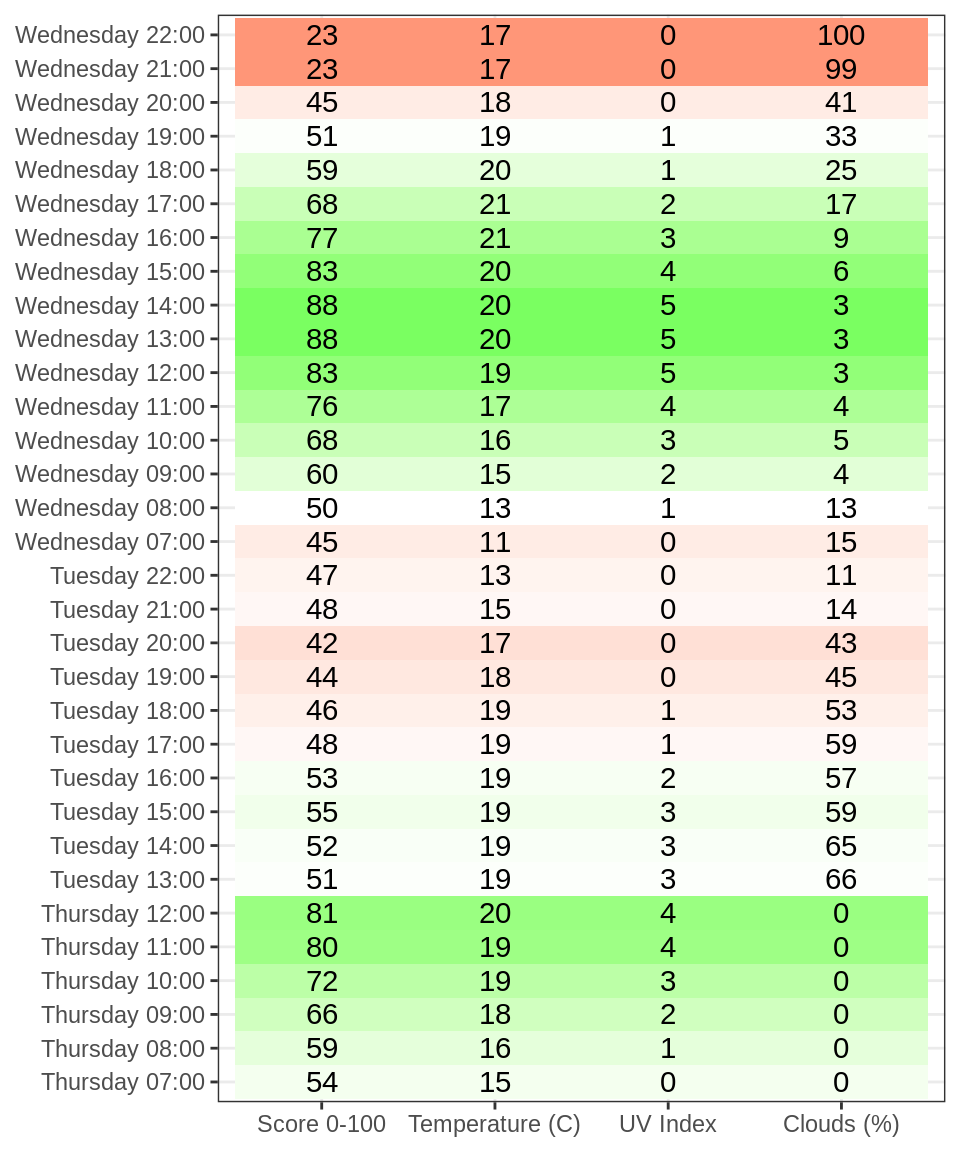 Wednesday 22:00 23 17 0 100
Wednesday 21:00 23 17 0 99
Wednesday 20:00 45 18 0 41
Wednesday 19:00 51 19 1 33
Wednesday 18:00 59 20 1 25
Wednesday 17:00 68 21 2 17
Wednesday 16:00 77 21 3 9
Wednesday 15:00 83 20 4 6
Wednesday 14:00 88 20 5 3
Wednesday 13:00 88 20 5 3
Wednesday 12:00 83 19 5 3
Wednesday 11:00 76 17 4 4
Wednesday 10:00 68 16 3 5
Wednesday 09:00 60 15 2 4
Wednesday 08:00 50 13 1 13
Wednesday 07:00 45 11 0 15
Tuesday 22:00 47 13 0 11
Tuesday 21:00 48 15 0 14
Tuesday 20:00 42 17 0 43
Tuesday 19:00 44 18 0 45
Tuesday 18:00 46 19 1 53
Tuesday 17:00 48 19 1 59
Tuesday 16:00 53 19 2 57
Tuesday 15:00 55 19 3 59
Tuesday 14:00 52 19 3 65
Tuesday 13:00 51 19 3 66
Thursday 12:00 81 20 4 0
Thursday 11:00 80 19 4 0
Thursday 10:00 72 19 3 0
Thursday 09:00 66 18 2 0
Thursday 08:00 59 16 1 0
Thursday 07:00 54 15 0 0
Score 0-100 Temperature (C) UV Index Clouds (%)